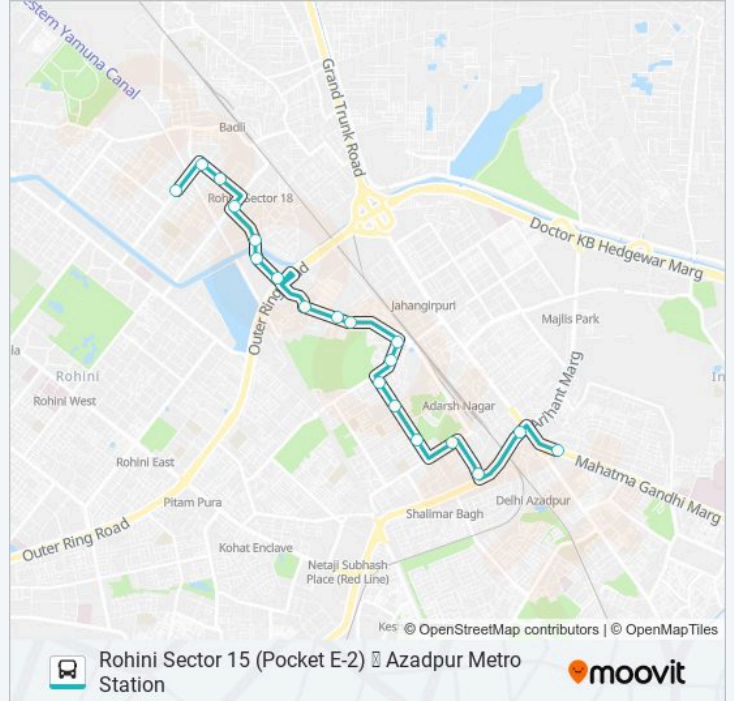 estern Yamuna Canal
Grand Trunk Road
Badli
Rohini Sector 18
Doctor KB Hedgewar Marg
Outer Ring Road
Jahangirpuri
Majlis Park
la
Rohini
In
Rohini West
Arihant Marg
Adarsh Nagar
Rohini East
Mahatma Gandhi Marg
Pitam Pura
Delhi Azadpur
Shalimar Bagh
Outer Ring Road
Kohat Enclave
Netaji Subhash
Place (Red Line)
Kes
© OpenStreetMap contributors | © OpenMapTiles
Rohini Sector 15 (Pocket E-2) Azadpur Metro
Station
moovit